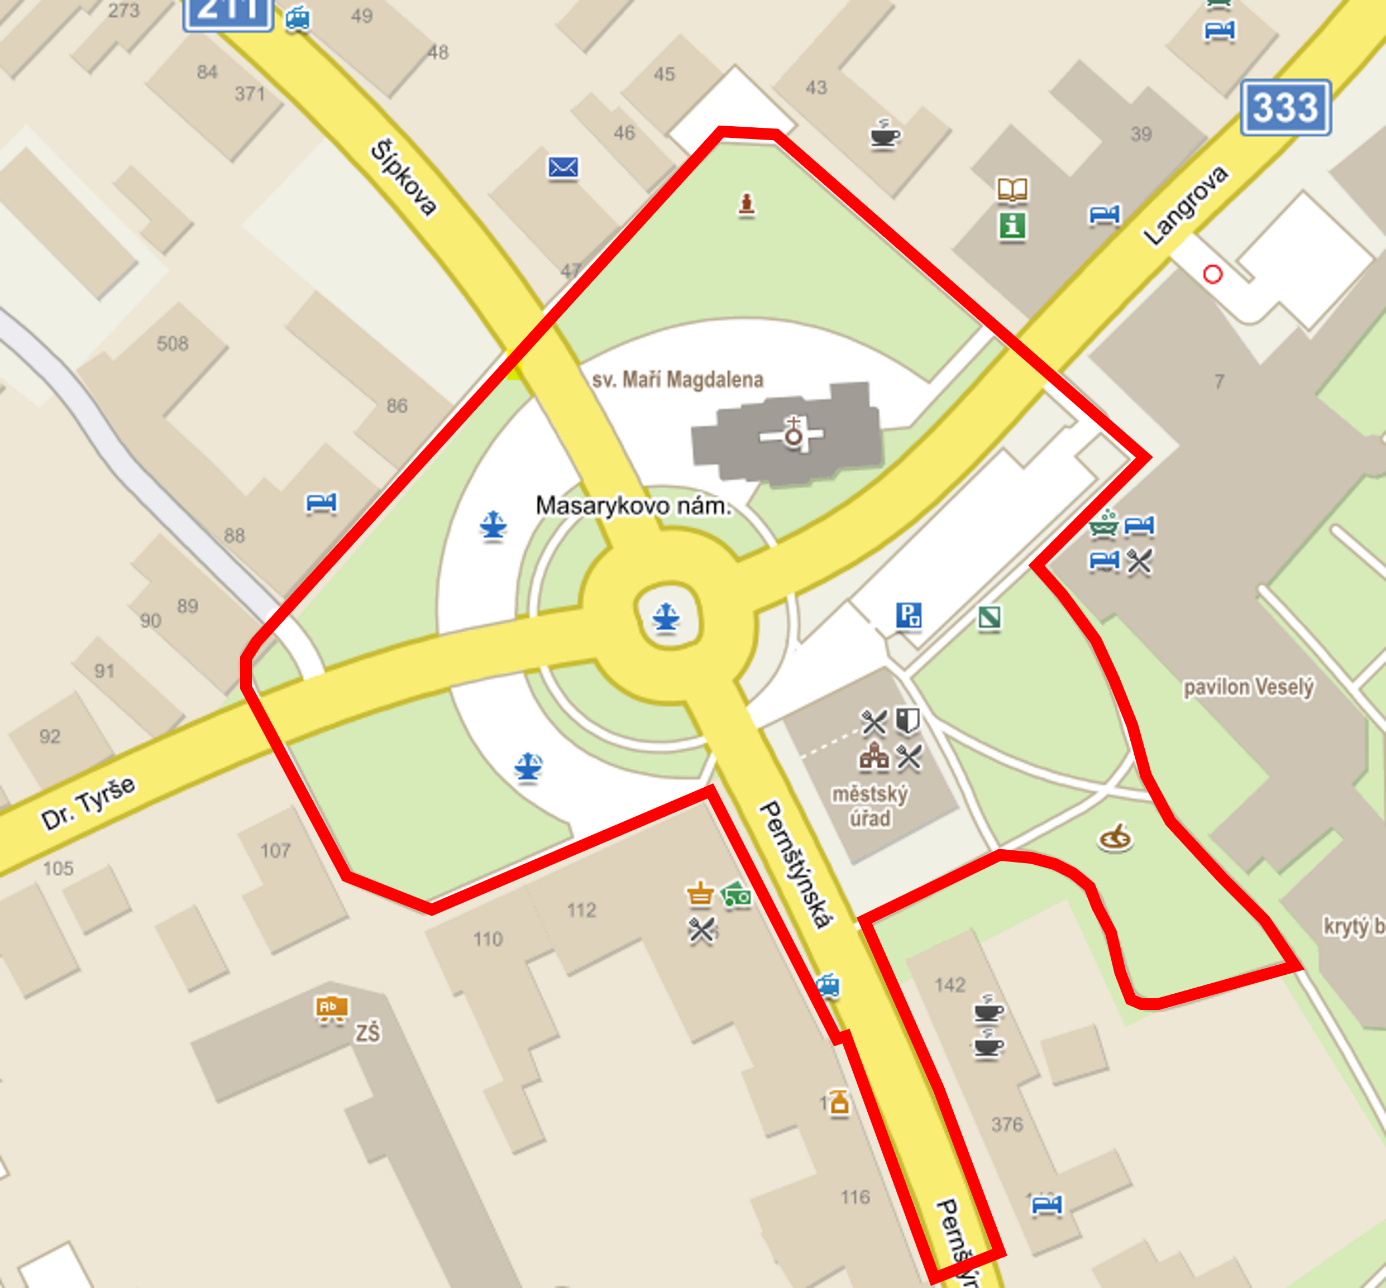 273
211
49
48
84
371
45
43
46
333
39
Šípkova
Langrova
47
508
7
sv. Maří Magdalena
86
Masarykovo nám.
88
89
90
P
91
pavilon Veselý
92
městský
úřad
Dr. Tyrše
Pernštýnská
107
105
112
110
krytý b
142
Ab
ZŠ
376
116